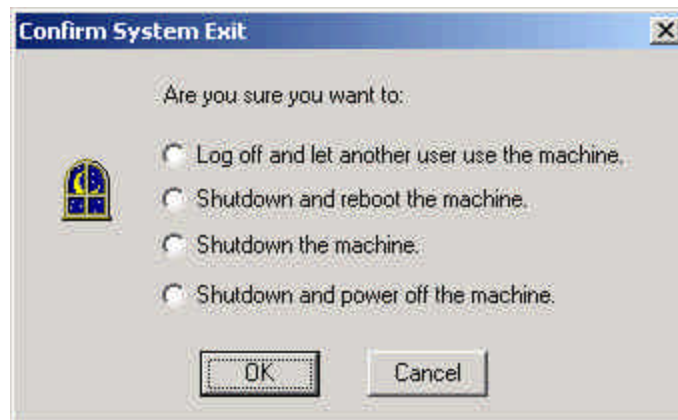 Confirm System Exit
Are you sure you want to:
Log off and let another user use the machine.
Shutdown and reboot the machine.
Shutdown the machine.
Shutdown and power off the machine.
OK Cancel